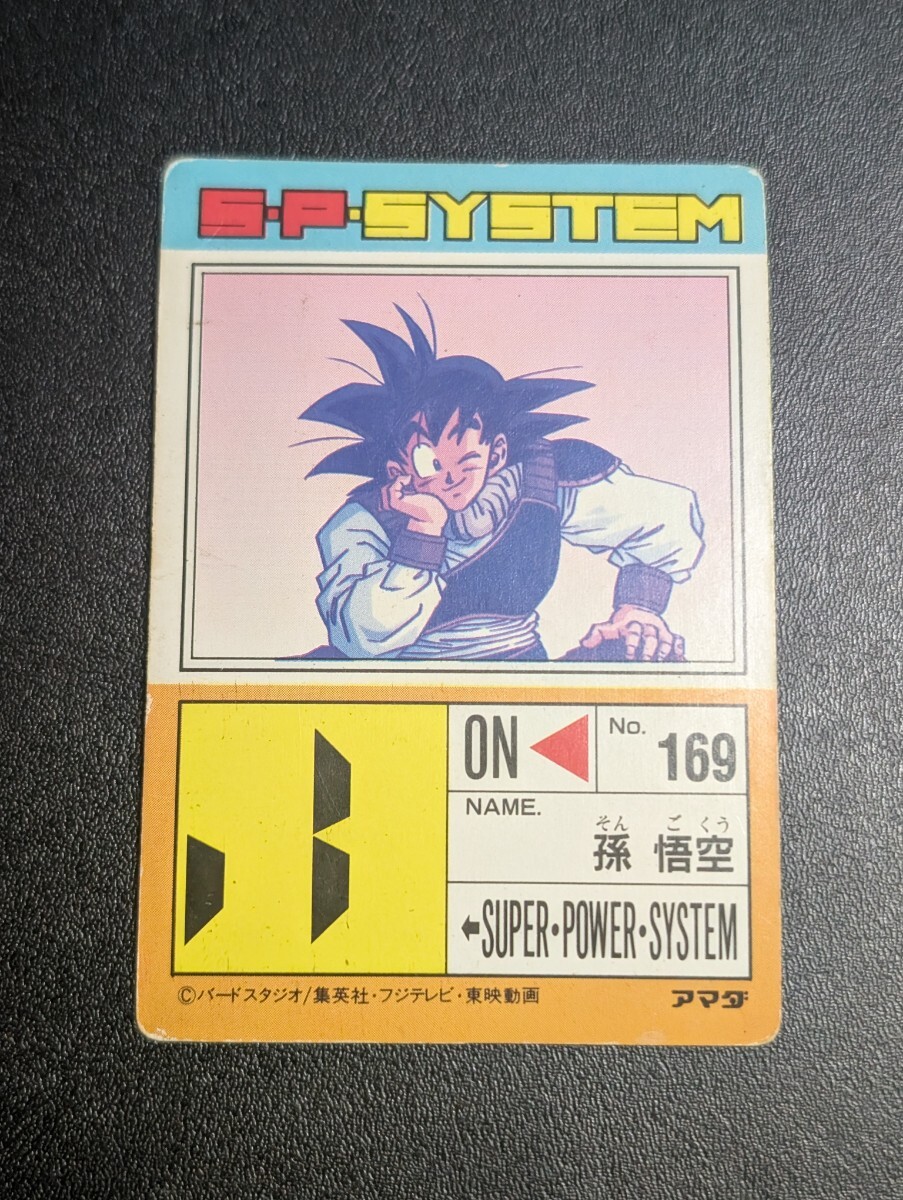 S·P·SYSTEM
ON
No.
169
NAME.
そん ごくう
孫 悟空
←SUPER・POWER・SYSTEM
©バードスタジオ/集英社・フジテレビ・東映動画
アマダ